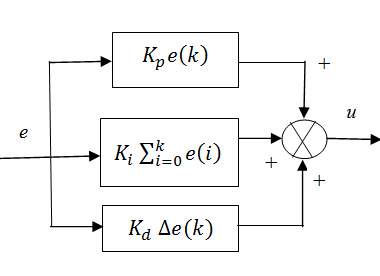 K_p e(k)
+
e
u
K_i ∑_{i=0}^{k} e(i)
+
+
K_d Δe(k)